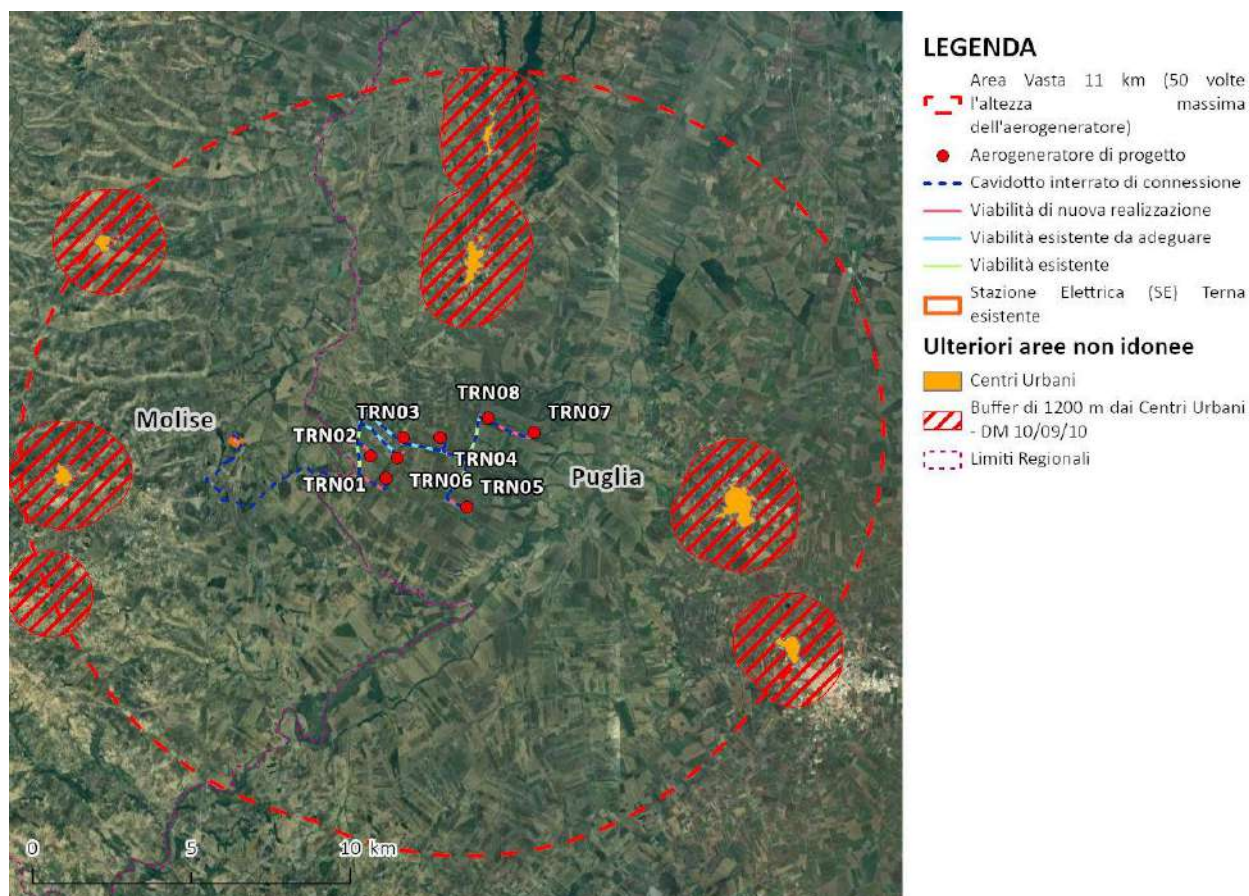 TRN08
TRN03
TRN07
Molise
TRN02
TRN04
TRN01
TRN06
TRN05
Puglia
0 5 10 km
LEGENDA
Area Vasta 11 km (50 volte
l'altezza massima
dell'aerogeneratore)
Aerogeneratore di progetto
Cavidotto interrato di connessione
Viabilità di nuova realizzazione
Viabilità esistente da adeguare
Viabilità esistente
Stazione Elettrica (SE) Terna
esistente
Ulteriori aree non idonee
Centri Urbani
Buffer di 1200 m dai Centri Urbani
- DM 10/09/10
Limiti Regionali